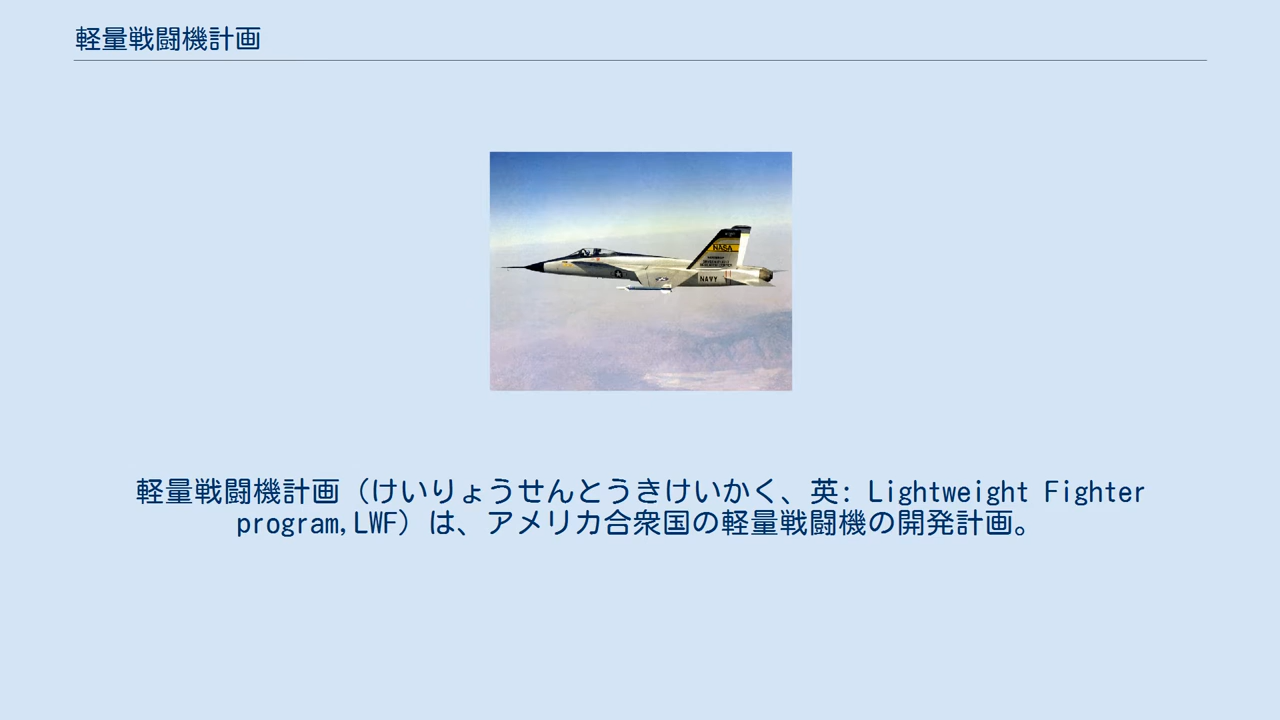 軽量戦闘機計画
NASA
NAVY
軽量戦闘機計画（けいりょうせんとうきけいかく、英: Lightweight Fighter
program,LWF）は、アメリカ合衆国の軽量戦闘機の開発計画。